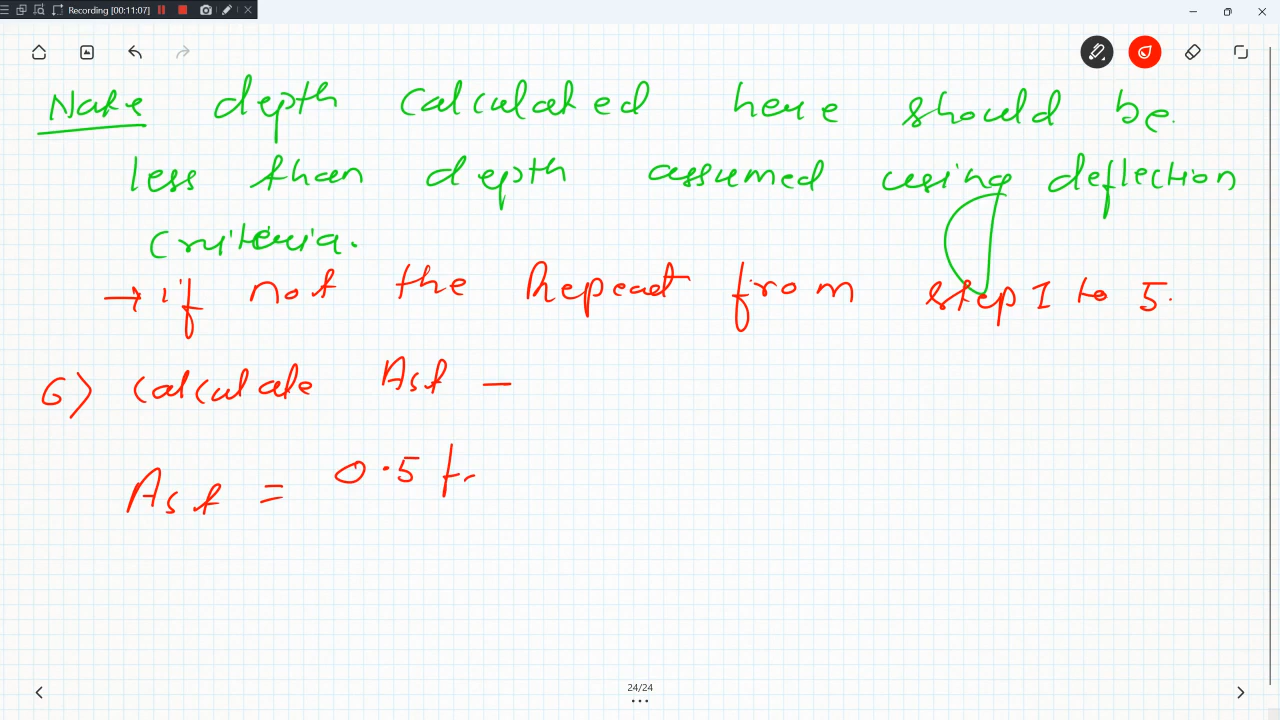 Recording [00:11:07]
Note depth calculated here should be
less than depth assumed using deflection
criteria.
→ if not the Repeat from step 1 to 5.
6) calculate Ast -
Ast = 0.5 f
24/24